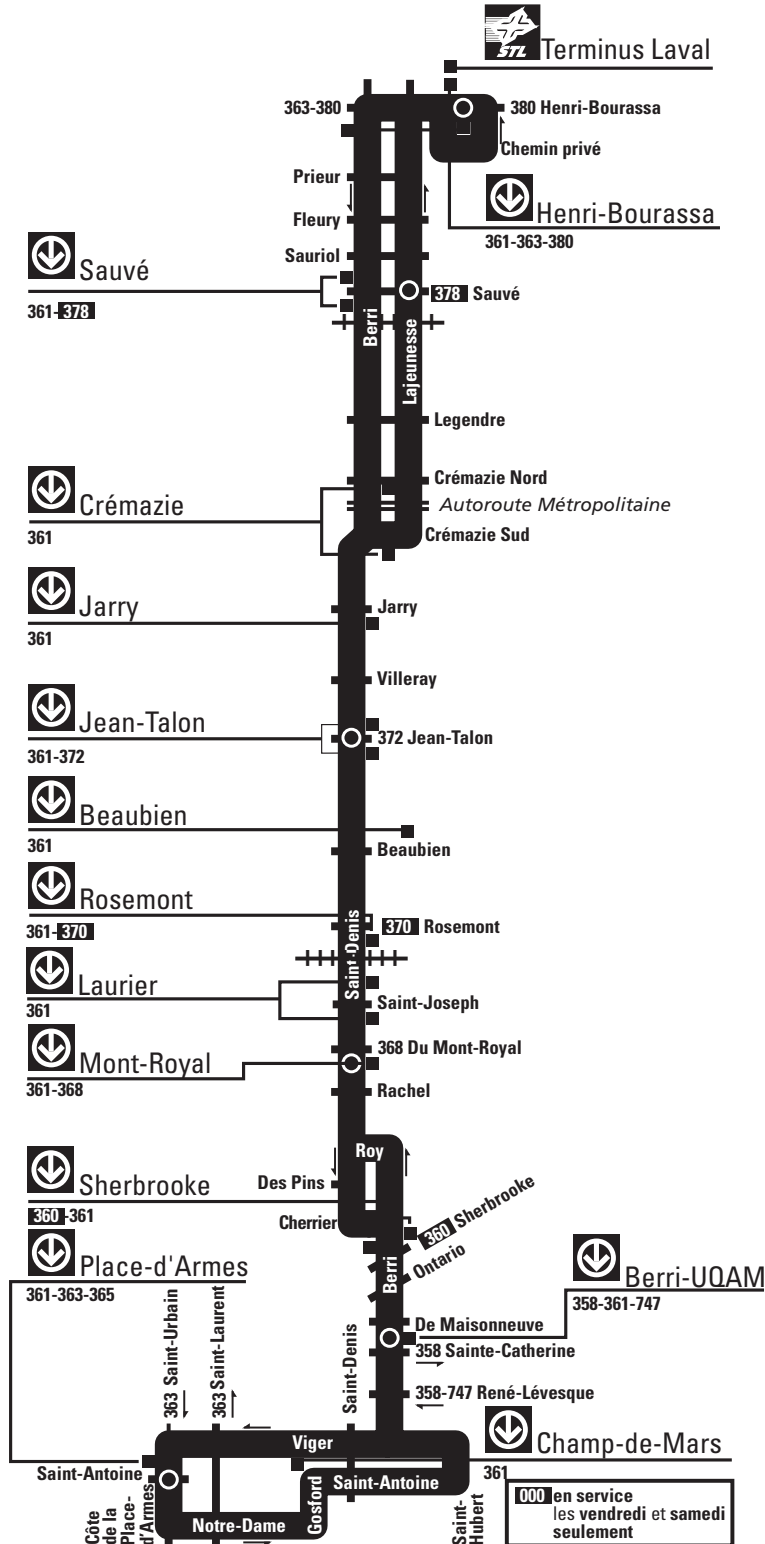 STL
Terminus Laval
363-380
380 Henri-Bourassa
Chemin privé
Prieur
Henri-Bourassa
361-363-380
Fleury
Sauriol
Sauvé
361-378
378 Sauvé
Berri
Lajeunesse
Legendre
Crémazie Nord
Autoroute Métropolitaine
Crémazie
361
Crémazie Sud
Jarry
361
Jarry
Villeray
Jean-Talon
361-372
372 Jean-Talon
Beaubien
361
Beaubien
Rosemont
361-370
370 Rosemont
Saint-Denis
Laurier
361
Saint-Joseph
Mont-Royal
361-368
368 Du Mont-Royal
Rachel
Roy
Sherbrooke
360-361
Des Pins
Cherrier
360 Sherbrooke
Ontario
Berri
Place-d'Armes
361-363-365
Berri-UQAM
358-361-747
363 Saint-Urbain
363 Saint-Laurent
Saint-Denis
De Maisonneuve
358 Sainte-Catherine
358-747 René-Lévesque
Viger
Champ-de-Mars
361
Saint-Antoine
Saint-Antoine
Gosford
Notre-Dame
Côte
de la
Place-
d'Armes
Saint-
Hubert
000 en service
les vendredi et samedi
seulement